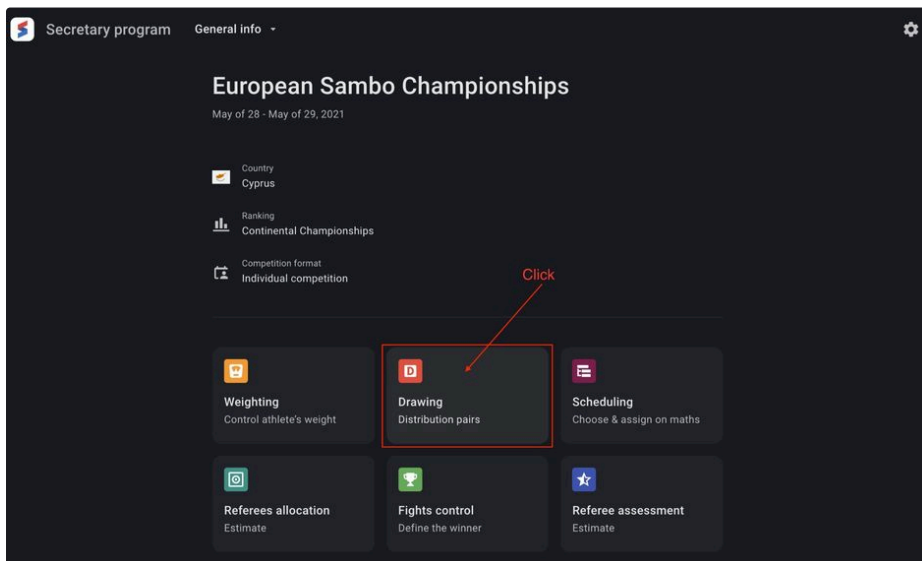 Secretary program
General info
European Sambo Championships
May of 28 - May of 29, 2021
Country
Cyprus
Ranking
Continental Championships
Competition format
Individual competition
Click
Weighting
Control athlete's weight
D
Drawing
Distribution pairs
Scheduling
Choose & assign on maths
Referees allocation
Estimate
Fights control
Define the winner
Referee assessment
Estimate